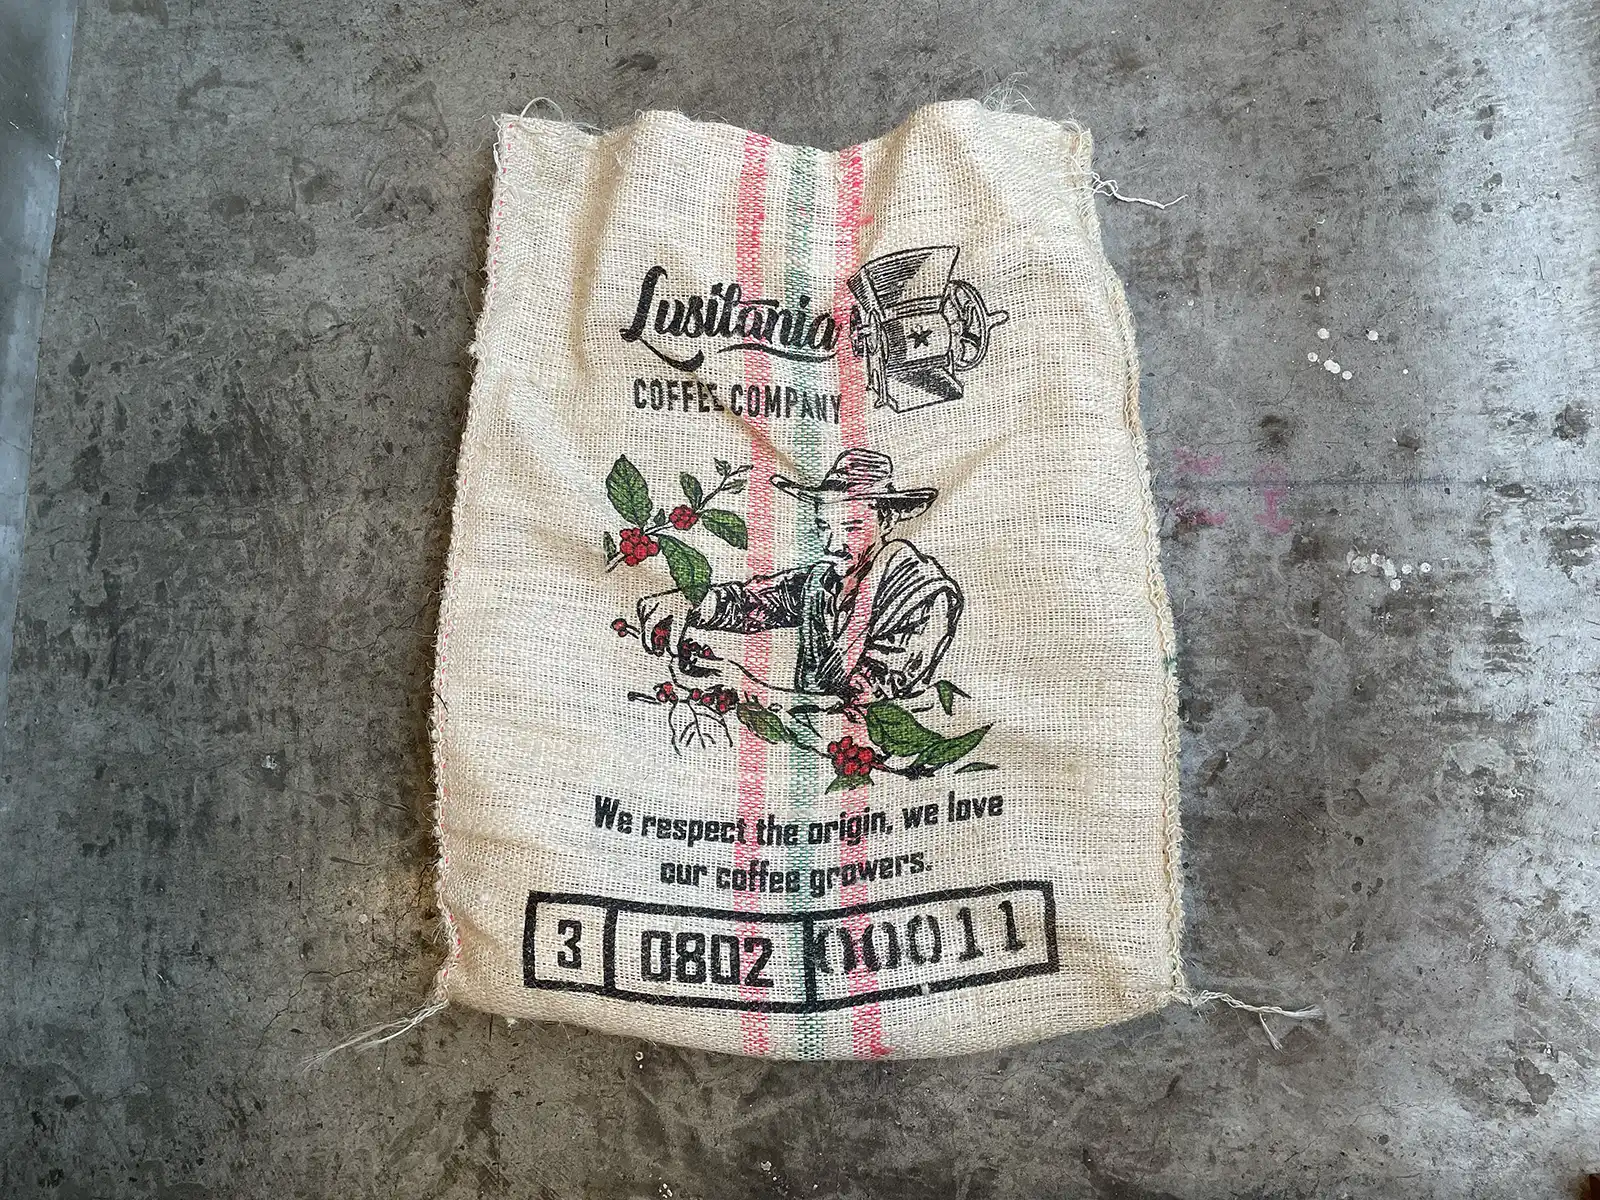 Lusitania
COFFEE COMPANY
We respect the origin, we love
our coffee growers.
3 0802 00011